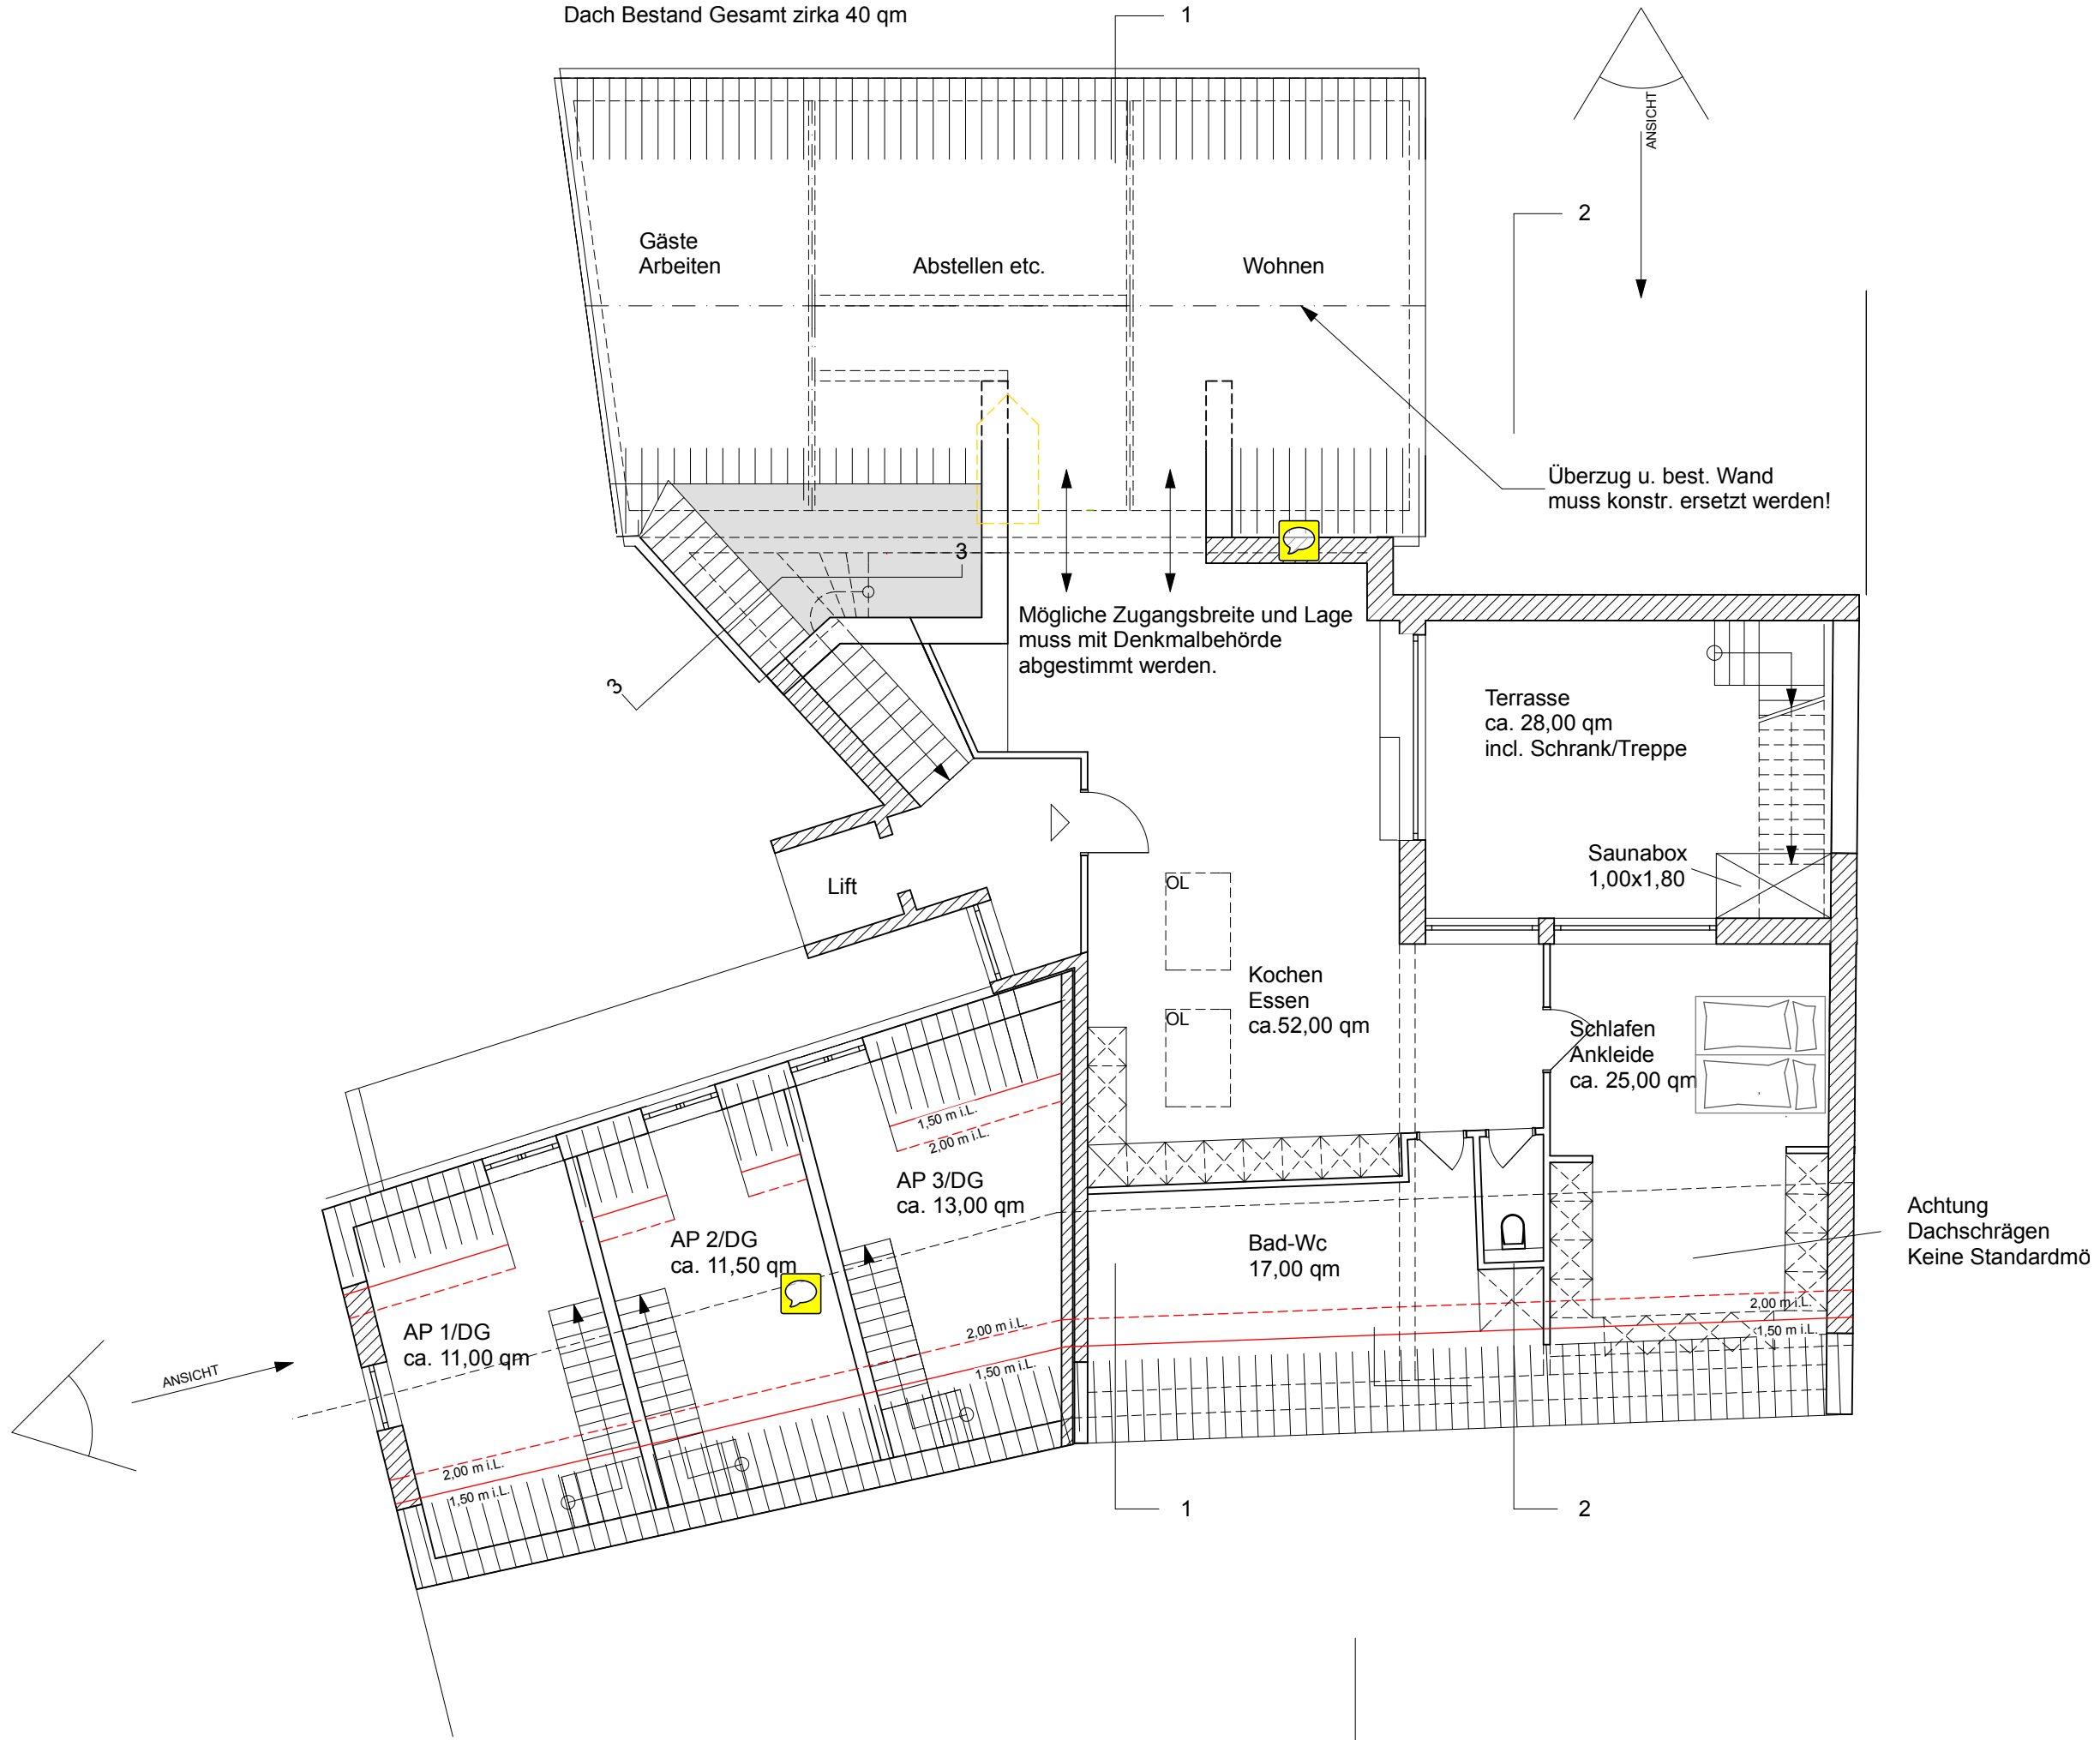 Dach Bestand Gesamt zirka 40 qm
1
ANSICHT
2
Gäste
Arbeiten
Abstellen etc.
Wohnen
Überzug u. best. Wand
muss konstr. ersetzt werden!
3
3
Mögliche Zugangsbreite und Lage
muss mit Denkmalbehörde
abgestimmt werden.
Terrasse
ca. 28,00 qm
incl. Schrank/Treppe
Saunabox
1,00x1,80
Lift
OL
OL
Kochen
Essen
ca.52,00 qm
Schlafen
Ankleide
ca. 25,00 qm
1,50 m i.L.
2,00 m i.L.
AP 3/DG
ca. 13,00 qm
AP 2/DG
ca. 11,50 qm
AP 1/DG
ca. 11,00 qm
Bad-Wc
17,00 qm
Achtung
Dachschrägen
Keine Standardmö
2,00 m i.L.
1,50 m i.L.
2,00 m i.L.
1,50 m i.L.
ANSICHT
2,00 m i.L.
1,50 m i.L.
1
2